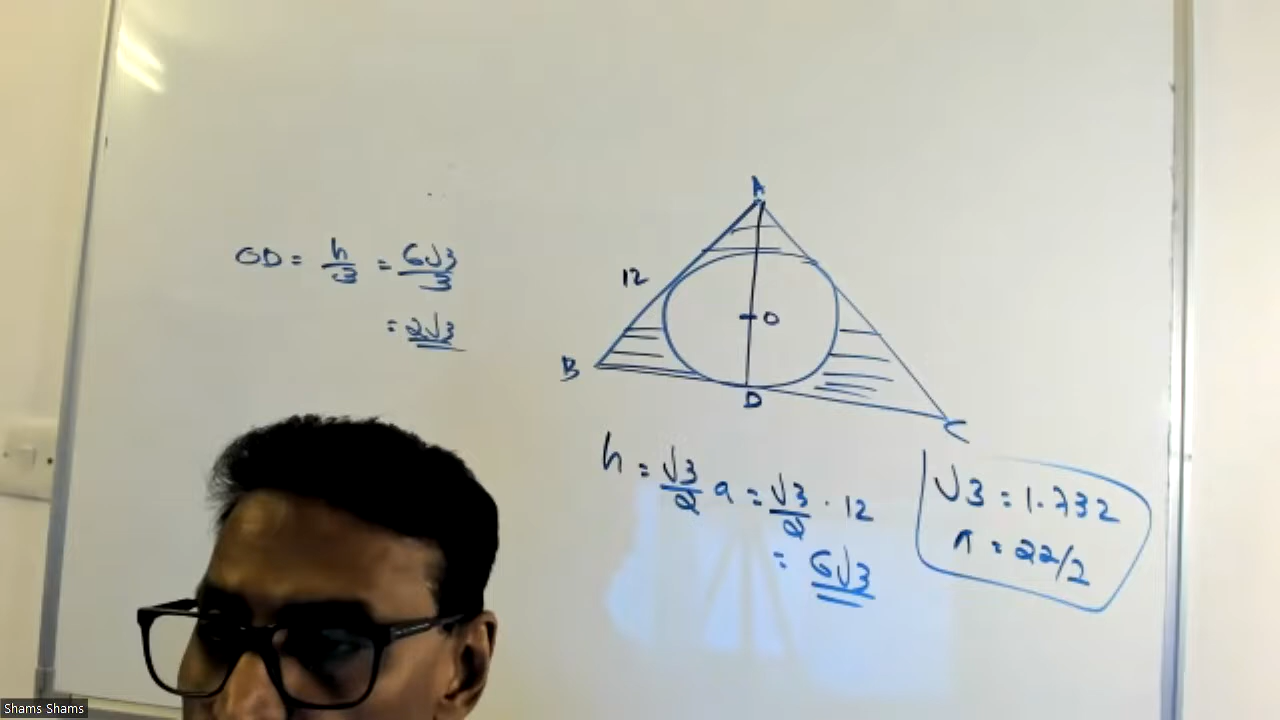 A
OD = h/3 = 6√3/3
= 2√3
12
O
B
D
C
h = √3/2 a = √3/2 . 12
= 6√3
√3 = 1.732
π = 22/7
Shams Shams